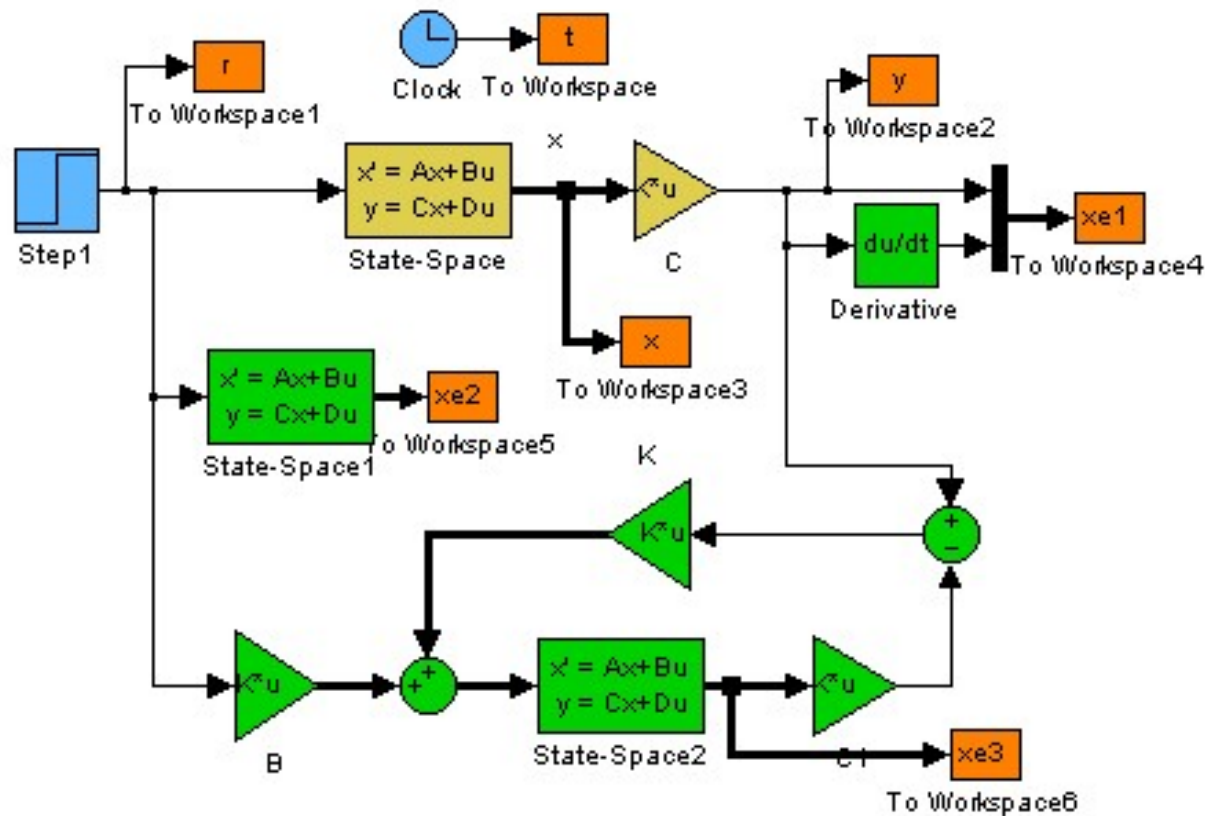 r
To Workspace1
Clock
t
To Workspace
y
To Workspace2
Step1
x' = Ax+Bu
y = Cx+Du
State-Space
x
u
C
du/dt
Derivative
xe1
To Workspace4
x
To Workspace3
x' = Ax+Bu
y = Cx+Du
State-Space1
xe2
To Workspace5
K
K*u
+
−
B
K*u
+
+
x' = Ax+Bu
y = Cx+Du
State-Space2
u
C1
xe3
To Workspace6